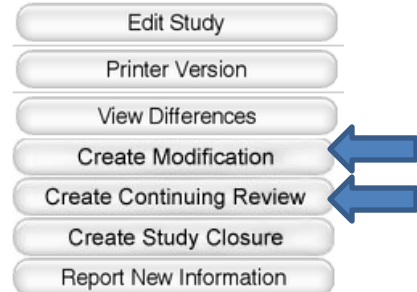 Edit Study
Printer Version
View Differences
Create Modification
Create Continuing Review
Create Study Closure
Report New Information